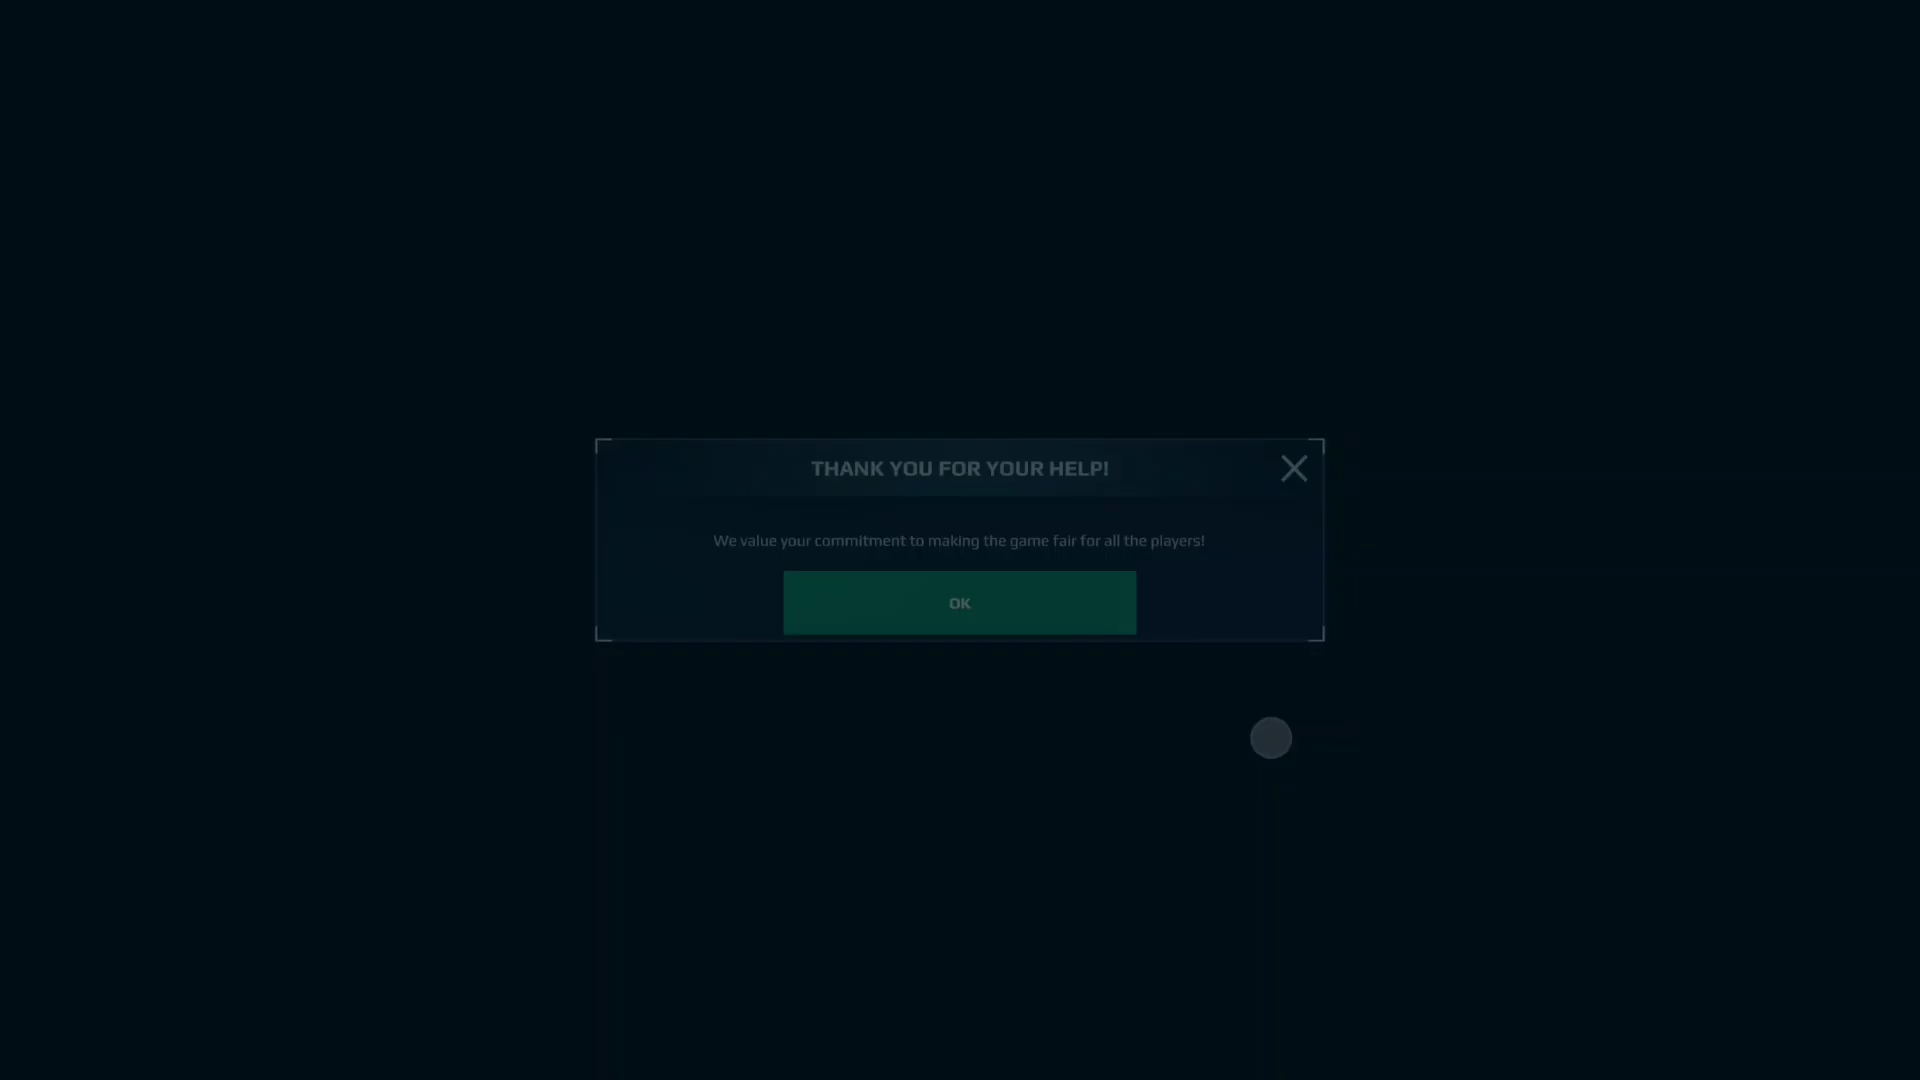 THANK YOU FOR YOUR HELP!
We value your commitment to making the game fair for all the players!
OK